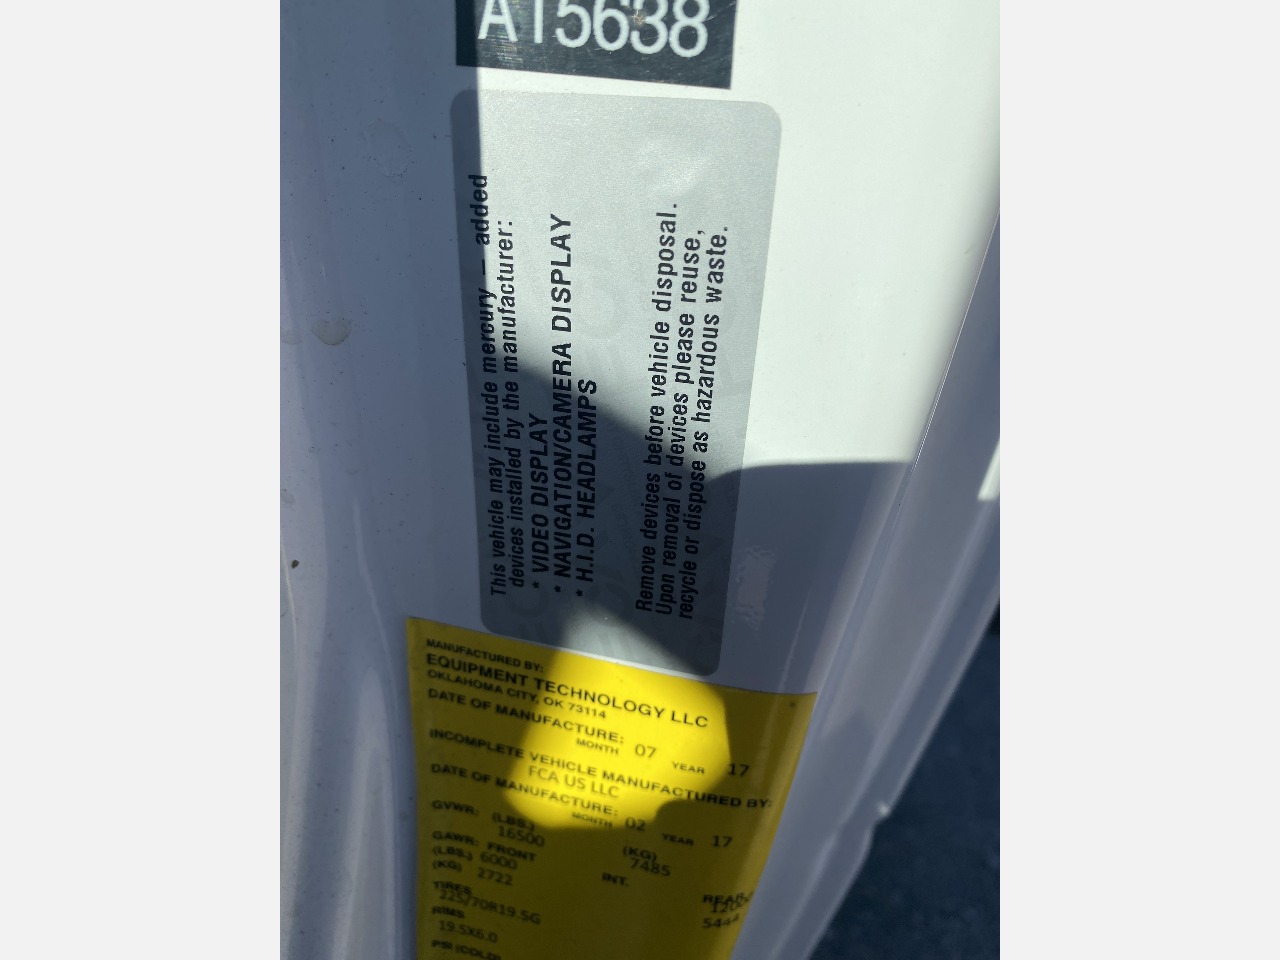 AT5638
This vehicle may include mercury – added
devices installed by the manufacturer:
* VIDEO DISPLAY
* NAVIGATION/CAMERA DISPLAY
* H.I.D. HEADLAMPS
Remove devices before vehicle disposal.
Upon removal of devices please reuse,
recycle or dispose as hazardous waste.
MANUFACTURED BY:
EQUIPMENT TECHNOLOGY LLC
OKLAHOMA CITY, OK 73114
DATE OF MANUFACTURE:
MONTH 07 YEAR 17
INCOMPLETE VEHICLE MANUFACTURED BY:
FCA US LLC
DATE OF MANUFACTURE:
MONTH 02 YEAR 17
GVWR: (LBS.) (KG)
16500 7485
GAWR: FRONT INT. REAR
(LBS.) 6000
(KG) 2722 5444
TIRES
225/70R19.5G
RIMS
19.5X6.0
PSI (COLD)